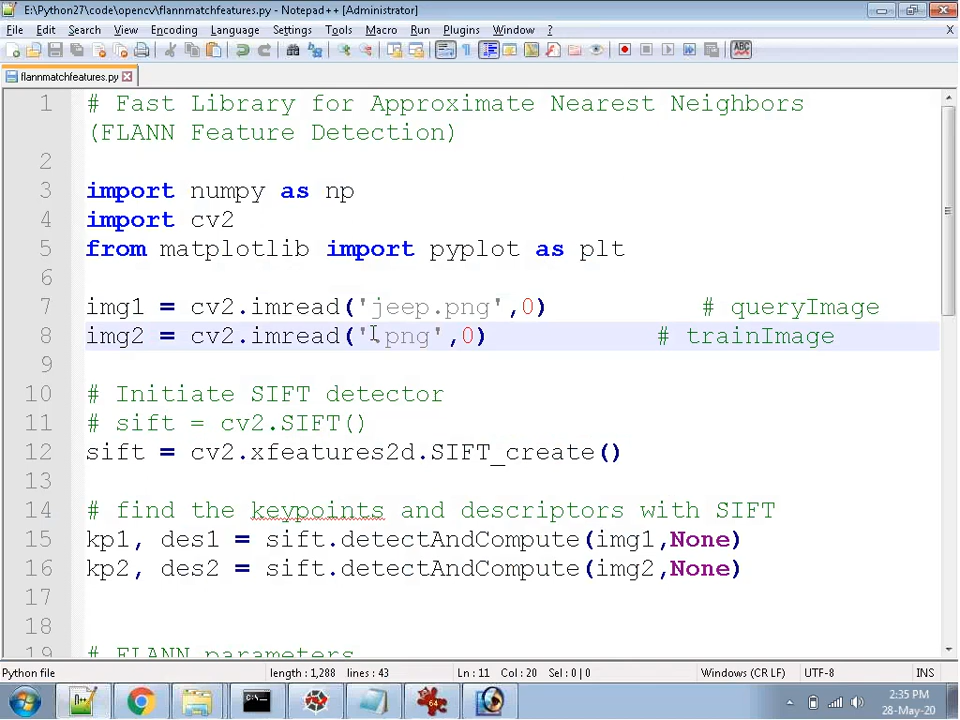 E:\Python27\code\opencv\flannmatchfeatures.py - Notepad++ [Administrator]
File Edit Search View Encoding Language Settings Tools Macro Run Plugins Window ? X
ABC
flannmatchfeatures.py
1 # Fast Library for Approximate Nearest Neighbors
(FLANN Feature Detection)
2
3 import numpy as np
4 import cv2
5 from matplotlib import pyplot as plt
6
7 img1 = cv2.imread('jeep.png',0) # queryImage
8 img2 = cv2.imread('.png',0) # trainImage
9
10 # Initiate SIFT detector
11 # sift = cv2.SIFT()
12 sift = cv2.xfeatures2d.SIFT_create()
13
14 # find the keypoints and descriptors with SIFT
15 kp1, des1 = sift.detectAndCompute(img1,None)
16 kp2, des2 = sift.detectAndCompute(img2,None)
17
18
19 # FLANN parameters
Python file length : 1,288 lines : 43 Ln : 11 Col : 20 Sel : 0 | 0 Windows (CR LF) UTF-8 INS
2:35 PM
28-May-20